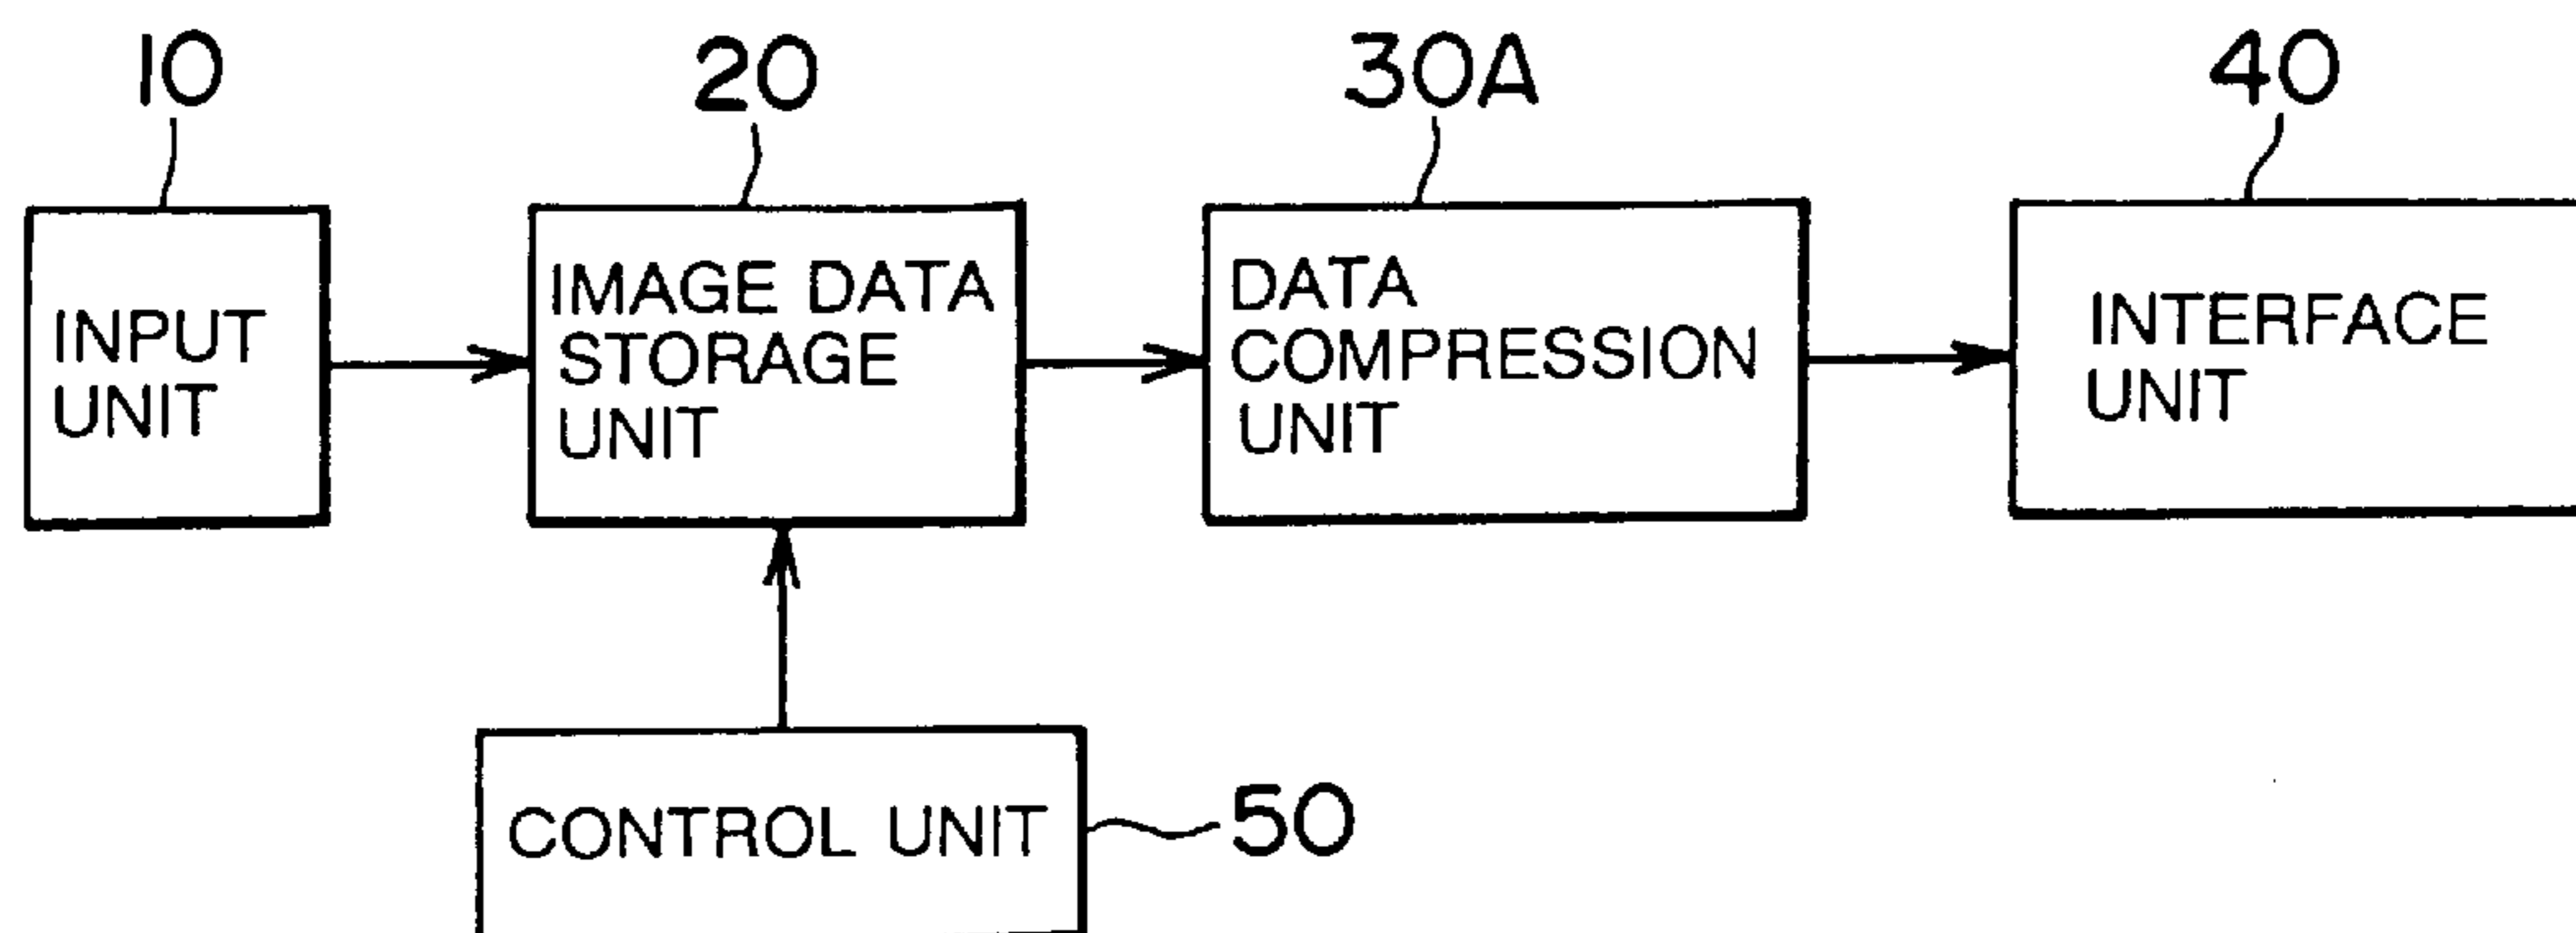 10
20
30A
40
INPUT
UNIT
IMAGE DATA
STORAGE
UNIT
DATA
COMPRESSION
UNIT
INTERFACE
UNIT
CONTROL UNIT
50